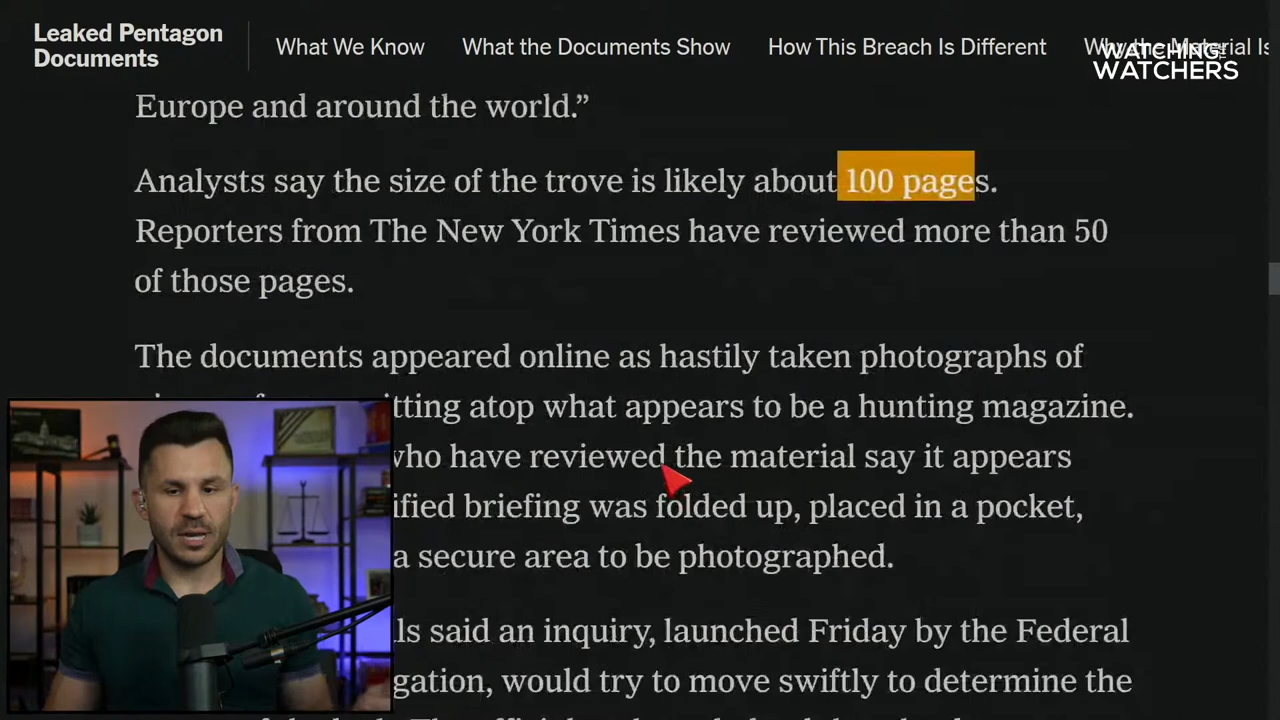 Leaked Pentagon
Documents
What We Know
What the Documents Show
How This Breach Is Different
Why the Material Is
WATCHING THE
WATCHERS
Europe and around the world.”
Analysts say the size of the trove is likely about 100 pages.
Reporters from The New York Times have reviewed more than 50
of those pages.
The documents appeared online as hastily taken photographs of
itting atop what appears to be a hunting magazine.
who have reviewed the material say it appears
ified briefing was folded up, placed in a pocket,
a secure area to be photographed.
ls said an inquiry, launched Friday by the Federal
gation, would try to move swiftly to determine the